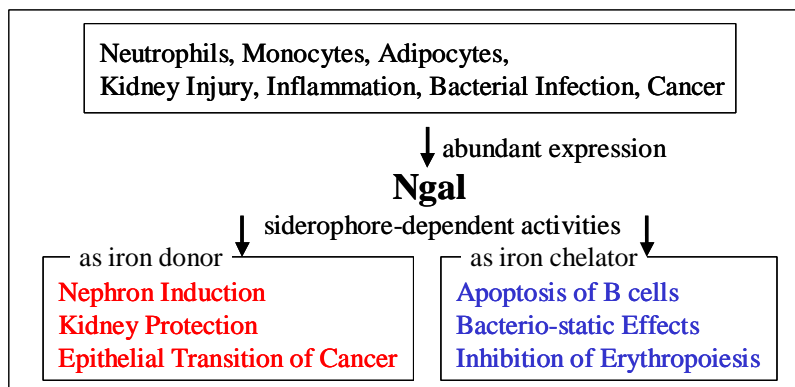 Neutrophils, Monocytes, Adipocytes,
Kidney Injury, Inflammation, Bacterial Infection, Cancer
abundant expression
Ngal
siderophore-dependent activities
as iron donor
Nephron Induction
Kidney Protection
Epithelial Transition of Cancer
as iron chelator
Apoptosis of B cells
Bacterio-static Effects
Inhibition of Erythropoiesis